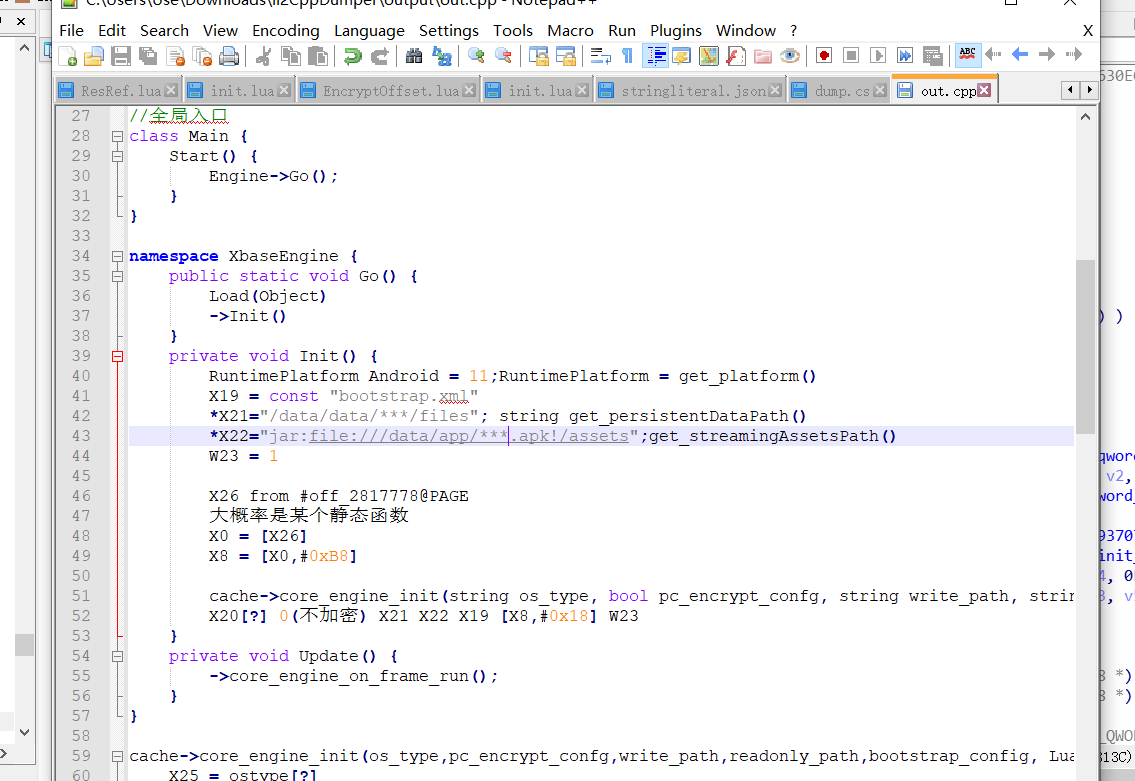 C:\Users\Use\Downloads\Il2CppDumper\output\out.cpp - Notepad++
File Edit Search View Encoding Language Settings Tools Macro Run Plugins Window ? X
ResRef.lua init.lua EncryptOffset.lua init.lua stringliteral.json dump.cs out.cpp
27 //全局入口
28 class Main {
29 Start() {
30 Engine->Go();
31 }
32 }
33
34 namespace XbaseEngine {
35 public static void Go() {
36 Load(Object)
37 ->Init()
38 }
39 private void Init() {
40 RuntimePlatform Android = 11;RuntimePlatform = get_platform()
41 X19 = const "bootstrap.xml"
42 *X21="/data/data/***/files"; string get_persistentDataPath()
43 *X22="jar:file:///data/app/***.apk!/assets";get_streamingAssetsPath()
44 W23 = 1
45
46 X26 from #off_2817778@PAGE
47 大概率是某个静态函数
48 X0 = [X26]
49 X8 = [X0,#0xB8]
50
51 cache->core_engine_init(string os_type, bool pc_encrypt_confg, string write_path, strin
52 X20[?] 0(不加密) X21 X22 X19 [X8,#0x18] W23
53 }
54 private void Update() {
55 ->core_engine_on_frame_run();
56 }
57 }
58
59 cache->core_engine_init(os_type,pc_encrypt_confg,write_path,readonly_path,bootstrap_config, Lua
60 X25 = ostype[?]
630EC
) )
qword
v2,
word_
9370
init_
, 0
, v
8 *)
8 *)
_QWOR
313C)